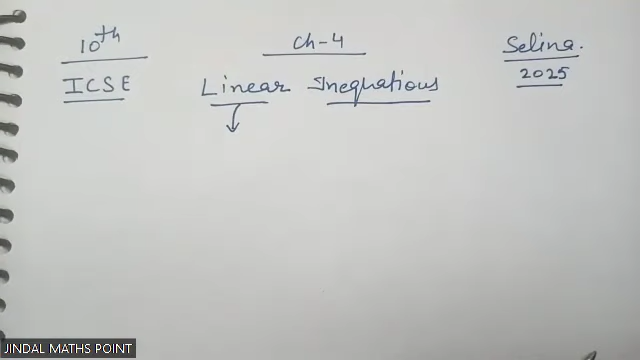 10th Ch-4 Selina.
ICSE Linear Inequations 2025
JINDAL MATHS POINT